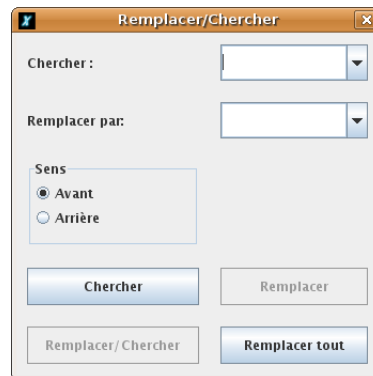 Remplacer/Chercher
Chercher :
Remplacer par:
Sens
Avant
Arrière
Chercher Remplacer
Remplacer/Chercher Remplacer tout